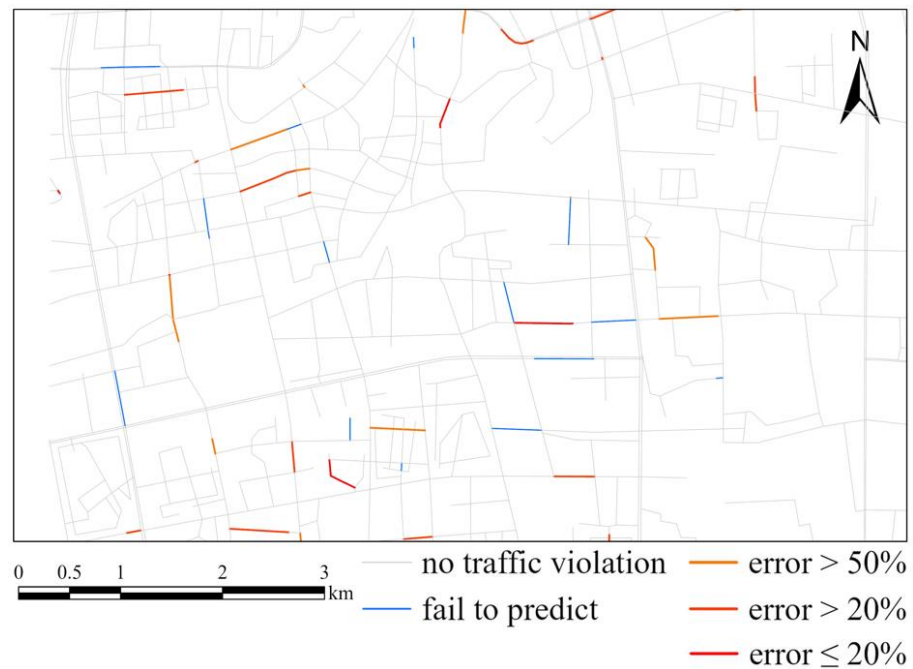 N
0 0.5 1 2 3
km
no traffic violation
fail to predict
error > 50%
error > 20%
error ≤ 20%